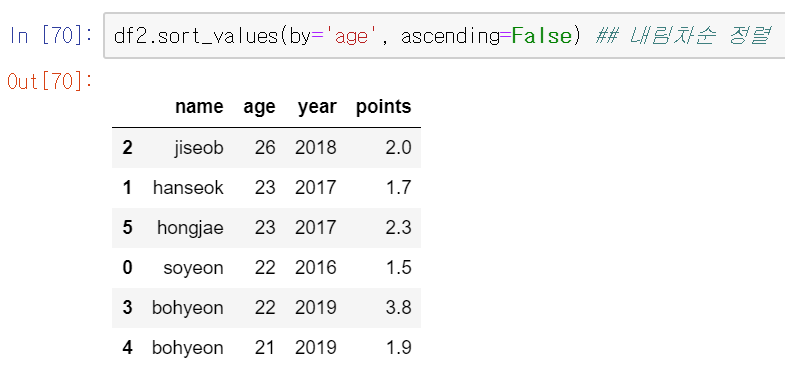 In [70]: df2.sort_values(by='age', ascending=False) ## 내림차순 정렬
Out[70]:
name age year points
2 jiseob 26 2018 2.0
1 hanseok 23 2017 1.7
5 hongjae 23 2017 2.3
0 soyeon 22 2016 1.5
3 bohyeon 22 2019 3.8
4 bohyeon 21 2019 1.9